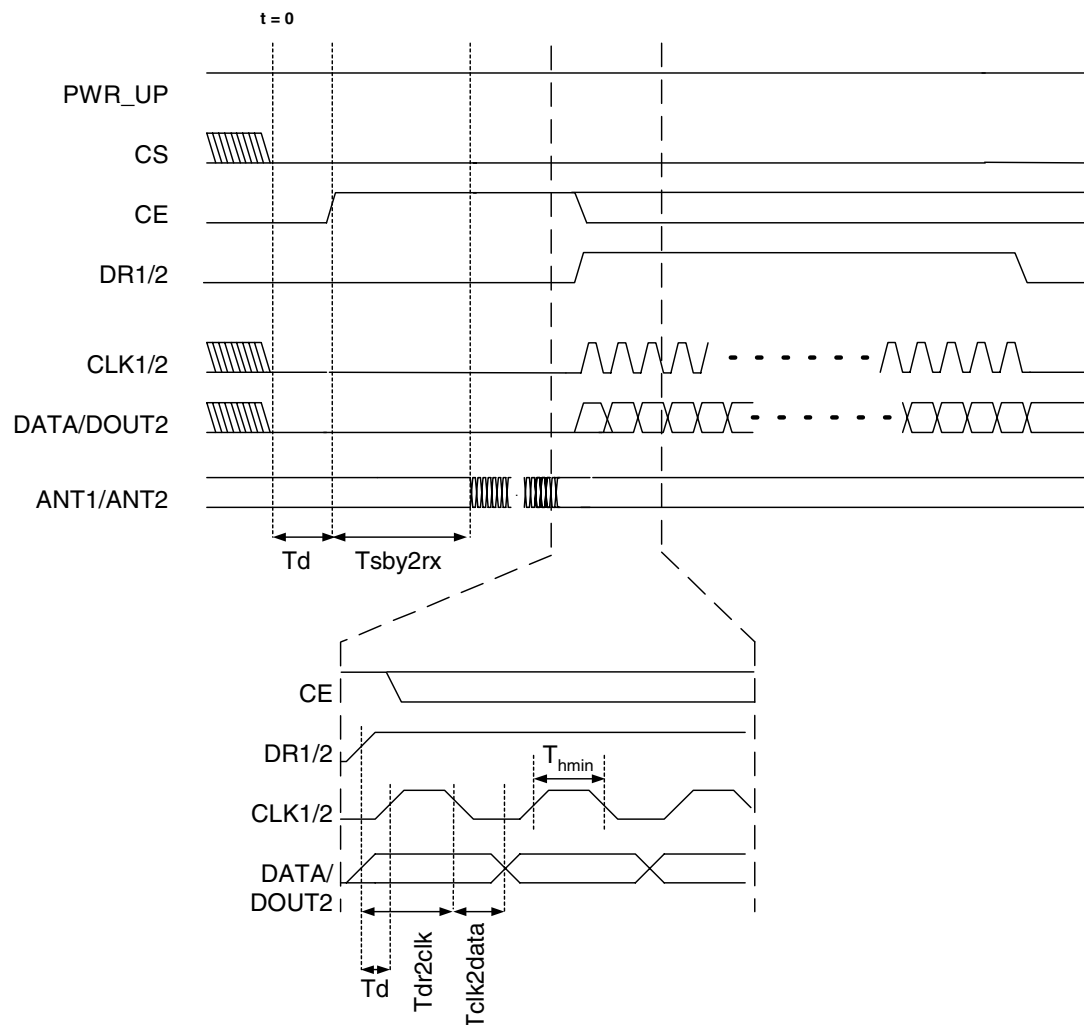 t = 0
PWR_UP
CS
CE
DR1/2
CLK1/2
DATA/DOUT2
ANT1/ANT2
Td
Tsby2rx
CE
DR1/2
Thmin
CLK1/2
DATA/
DOUT2
Td
Tdr2clk
Tclk2data